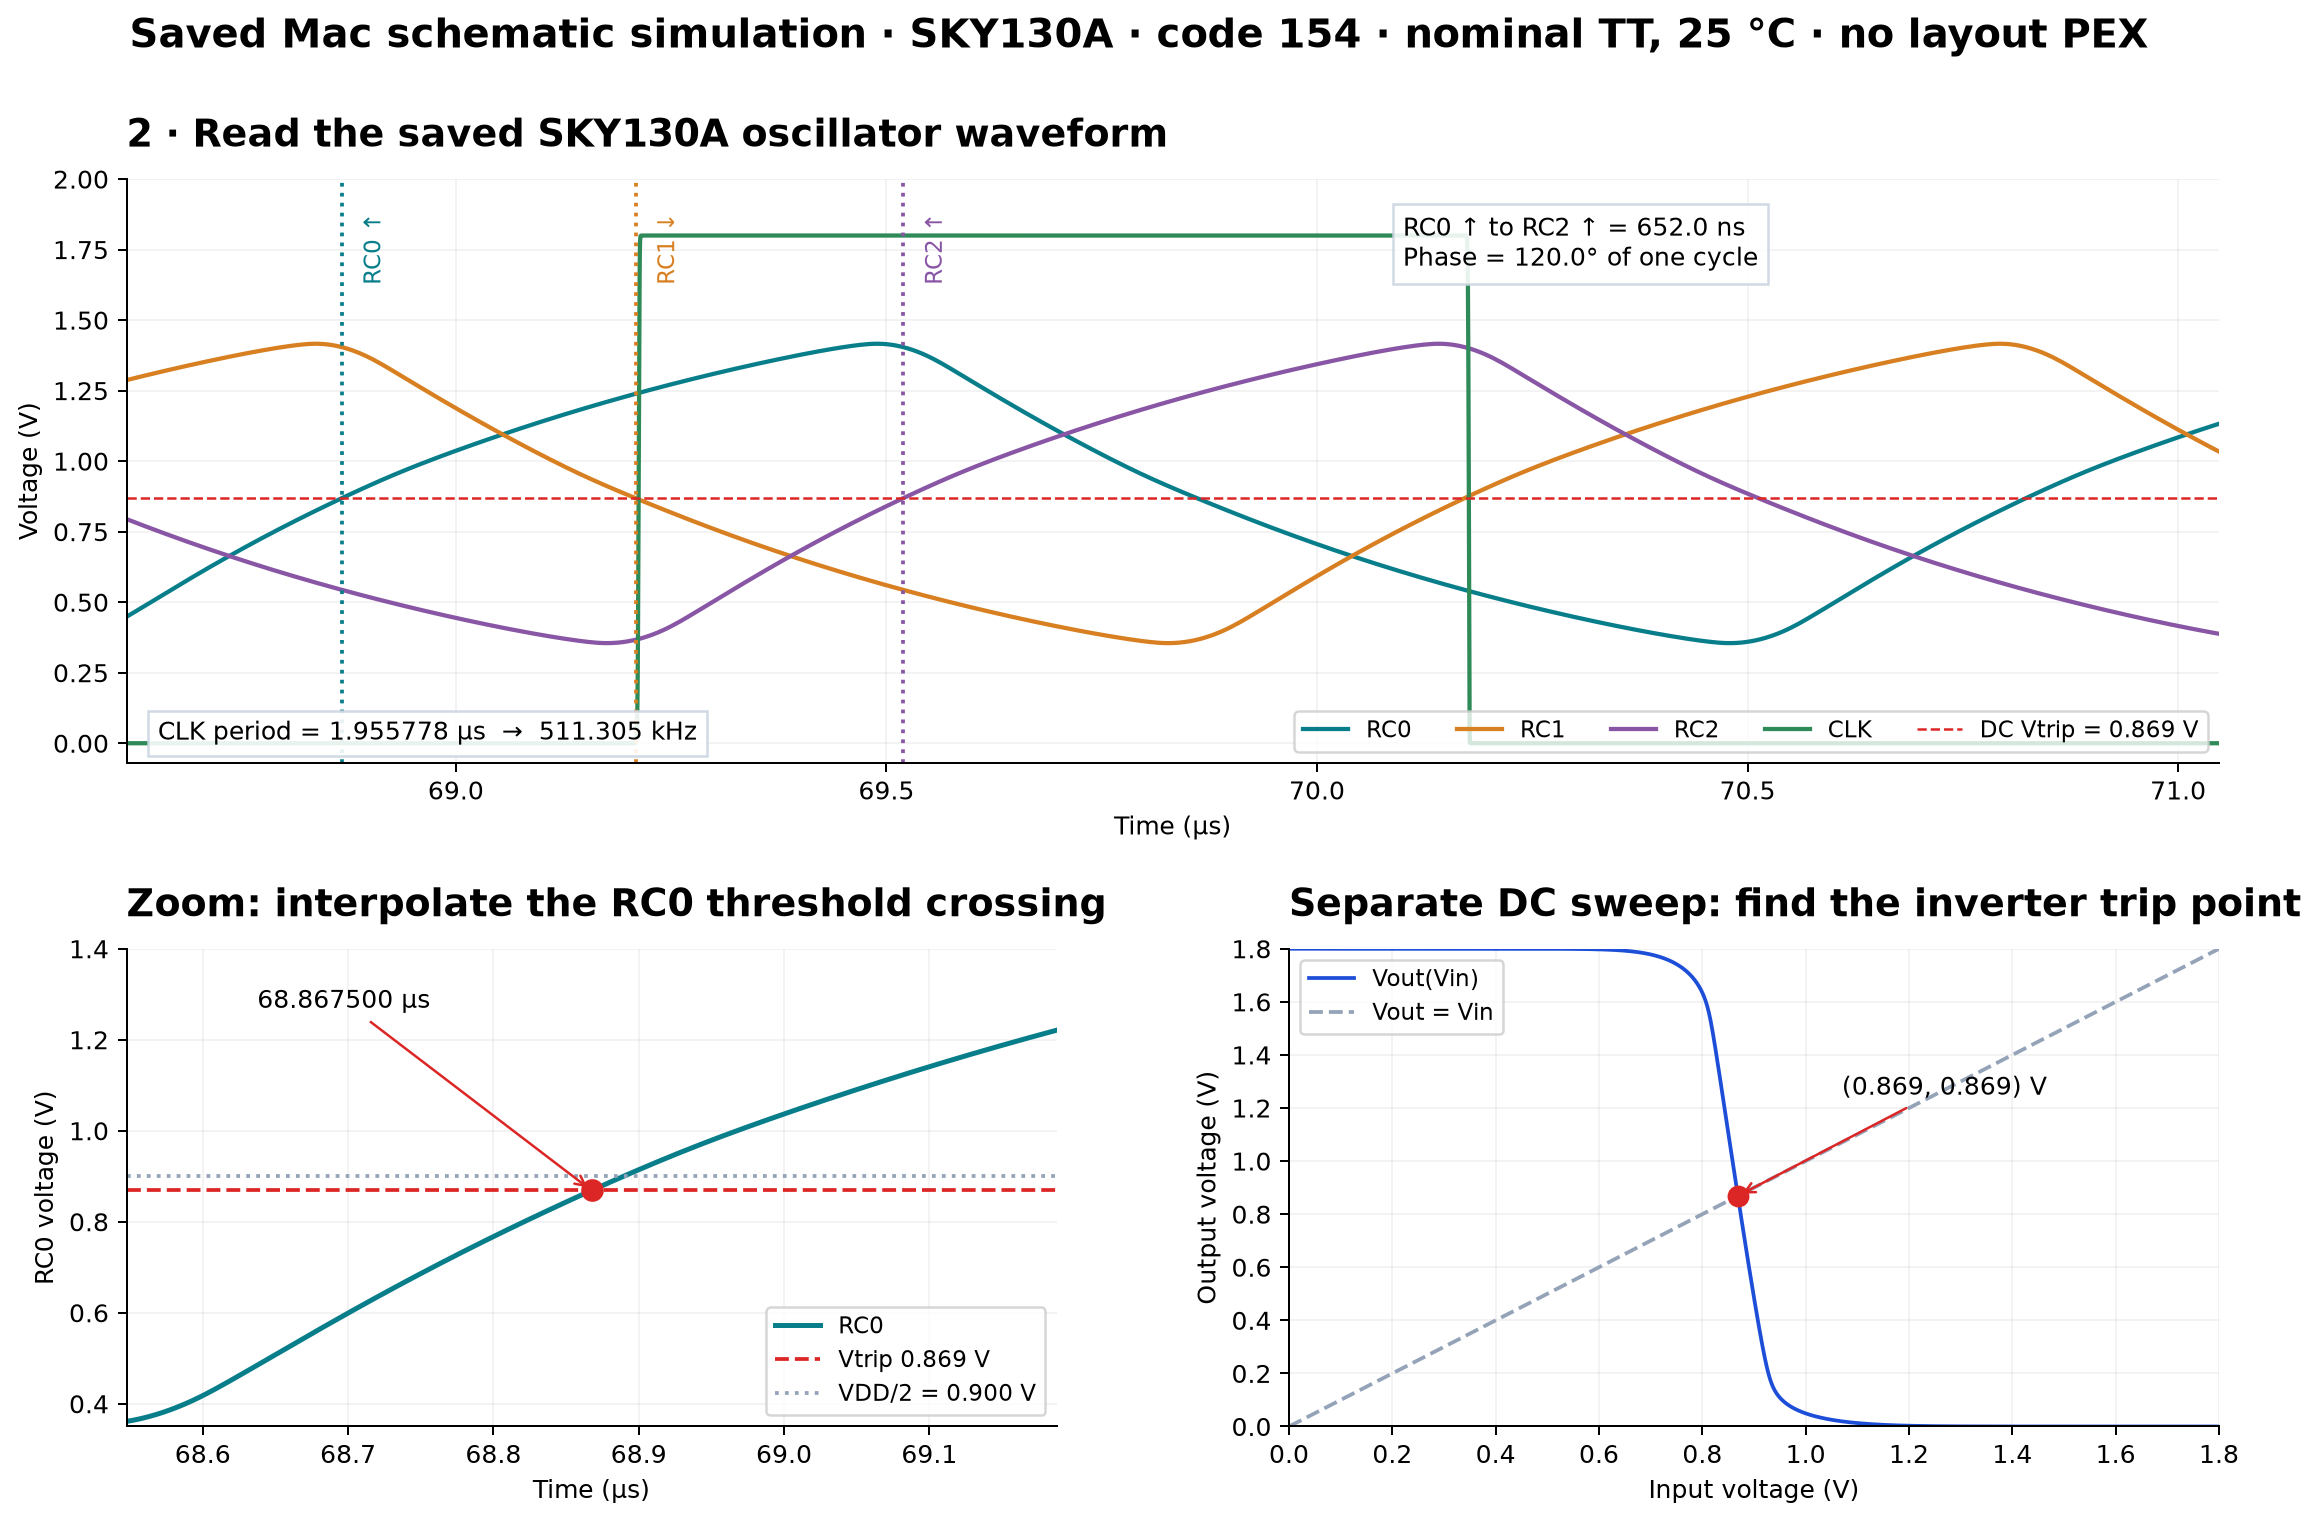 Saved Mac schematic simulation · SKY130A · code 154 · nominal TT, 25 °C · no layout PEX
2 · Read the saved SKY130A oscillator waveform
Voltage (V)
2.00
1.75
1.50
1.25
1.00
0.75
0.50
0.25
0.00
RC0 ↑
RC1 ↓
RC2 ↑
RC0 ↑ to RC2 ↑ = 652.0 ns
Phase = 120.0° of one cycle
CLK period = 1.955778 µs → 511.305 kHz
RC0 RC1 RC2 CLK DC Vtrip = 0.869 V
69.0 69.5 70.0 70.5 71.0
Time (µs)
Zoom: interpolate the RC0 threshold crossing
RC0 voltage (V)
1.4
1.2
1.0
0.8
0.6
0.4
68.867500 µs
RC0
Vtrip 0.869 V
VDD/2 = 0.900 V
68.6 68.7 68.8 68.9 69.0 69.1
Time (µs)
Separate DC sweep: find the inverter trip point
Output voltage (V)
1.8
1.6
1.4
1.2
1.0
0.8
0.6
0.4
0.2
0.0
Vout(Vin)
Vout = Vin
(0.869, 0.869) V
0.0 0.2 0.4 0.6 0.8 1.0 1.2 1.4 1.6 1.8
Input voltage (V)